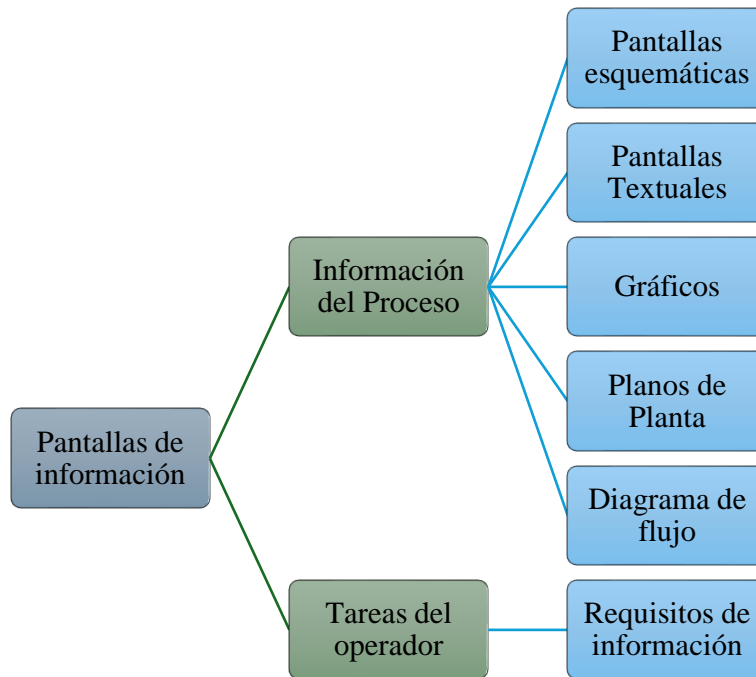 Pantallas
esquemáticas
Pantallas
Textuales
Información
del Proceso
Gráficos
Planos de
Planta
Pantallas de
información
Diagrama de
flujo
Tareas del
operador
Requisitos de
información